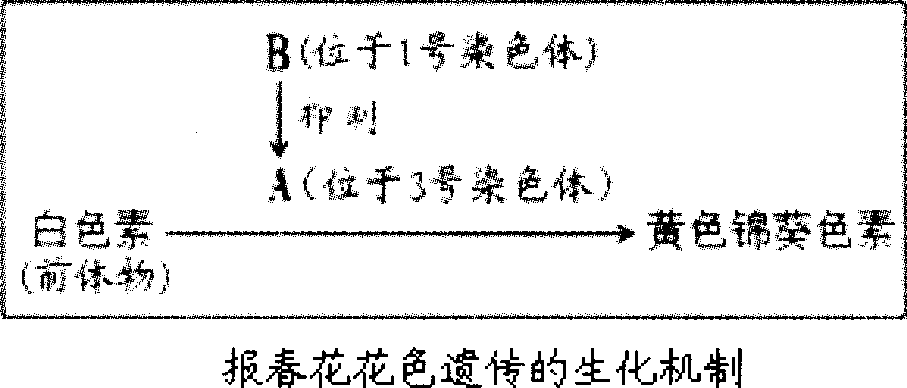 B(位于1号染色体)
抑制
A(位于3号染色体)
白色素
(前体物)
黄色锦葵色素
报春花花色遗传的生化机制